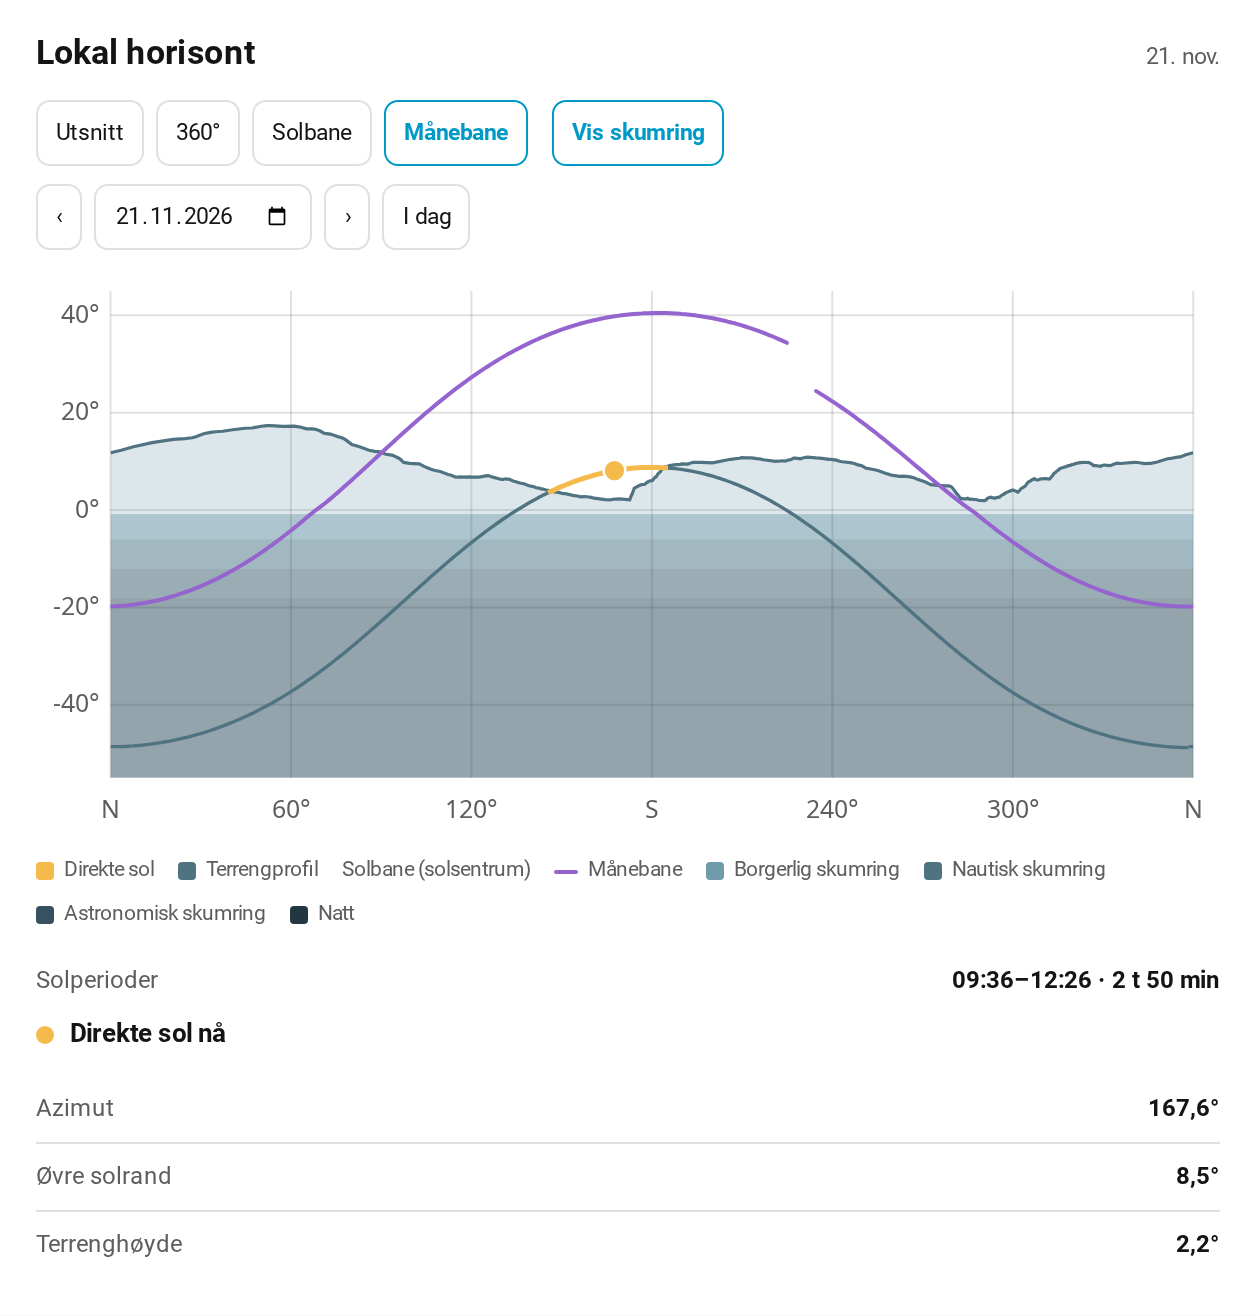 Lokal horisont
21. nov.
Utsnitt
360°
Solbane
Månebane
Vis skumring
‹
21.11.2026
›
I dag
40°
20°
0°
-20°
-40°
N
60°
120°
S
240°
300°
N
Direkte sol
Terrengprofil
Solbane (solsentrum)
Månebane
Borgerlig skumring
Nautisk skumring
Astronomisk skumring
Natt
Solperioder
09:36–12:26 · 2 t 50 min
Direkte sol nå
Azimut
167,6°
Øvre solrand
8,5°
Terrenghøyde
2,2°